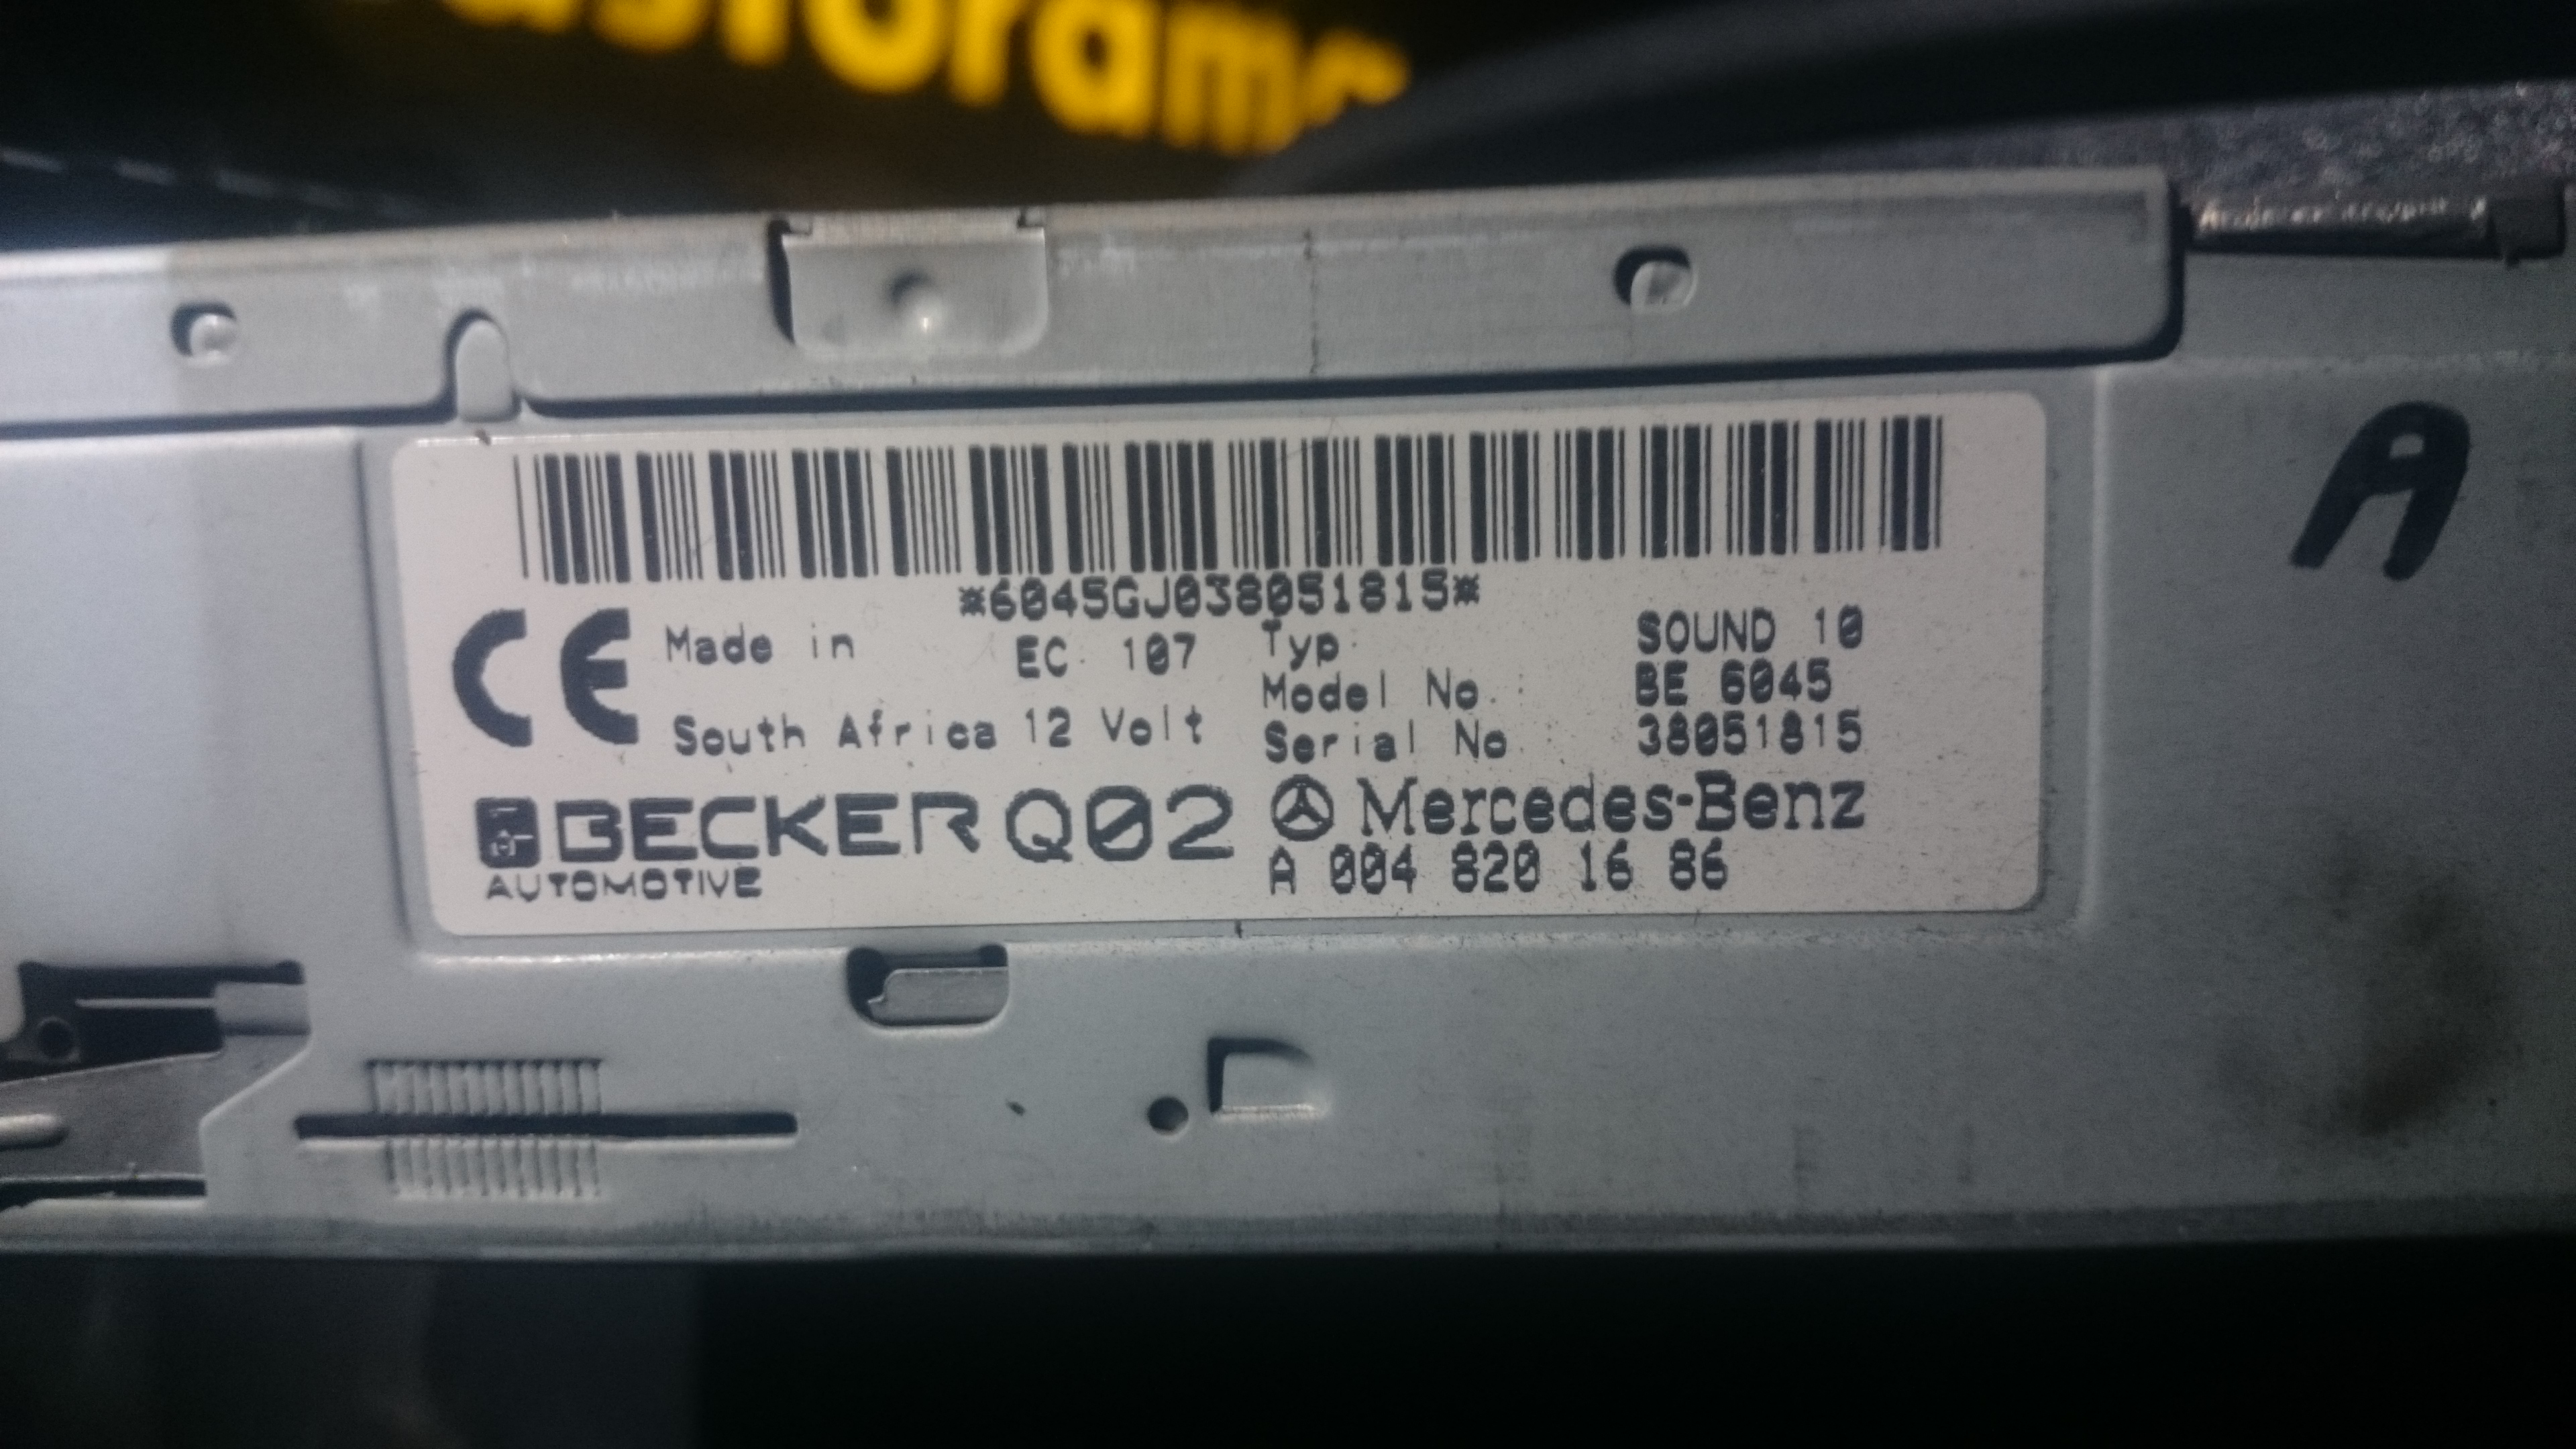 *6045GJ038051815*
CE Made in EC 107 Typ SOUND 10
Model No. : BE 6045
South Africa 12 Volt Serial No : 38051815
BECKER Q02 Mercedes-Benz
AUTOMOTIVE A 004 820 16 86
A